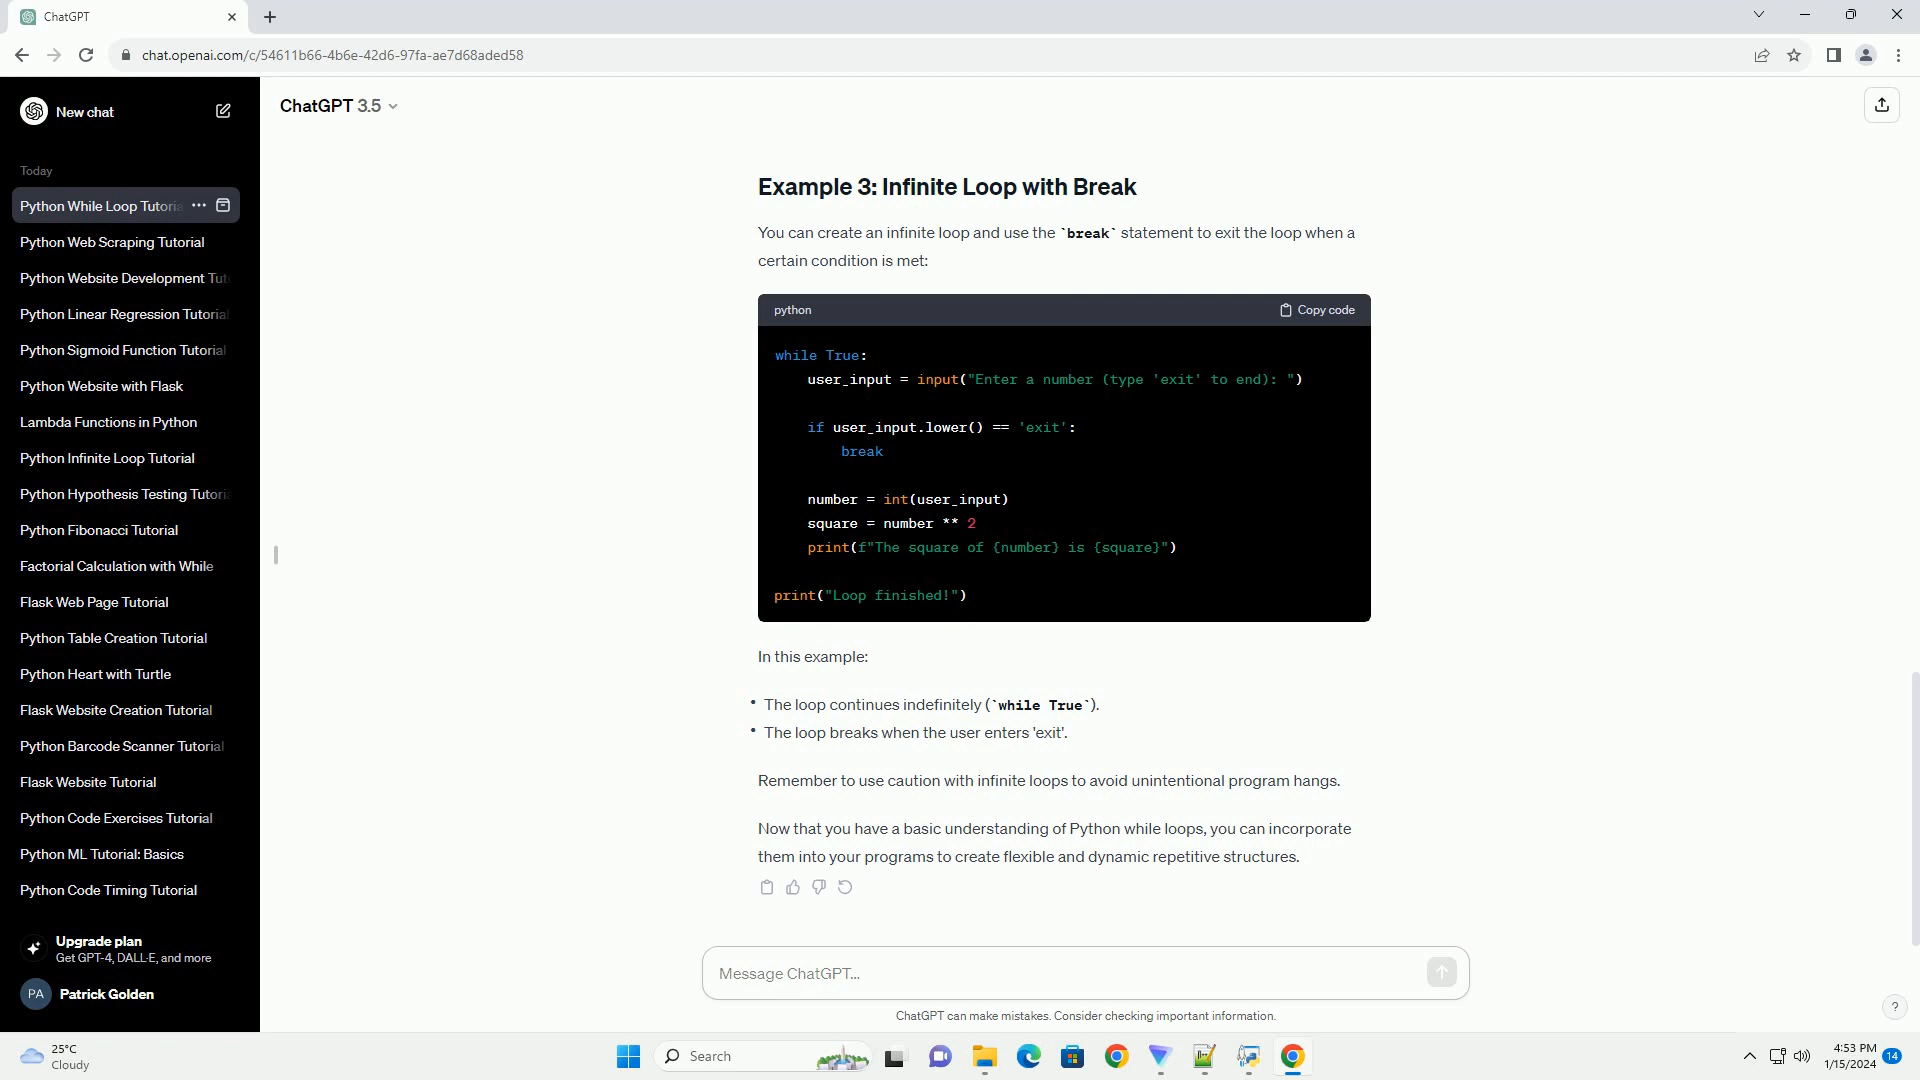 ChatGPT
chat.openai.com/c/54611b66-4b6e-42d6-97fa-ae7d68aded58
New chat
Today
Python While Loop Tutoria
Python Web Scraping Tutorial
Python Website Development Tut
Python Linear Regression Tutorial
Python Sigmoid Function Tutorial
Python Website with Flask
Lambda Functions in Python
Python Infinite Loop Tutorial
Python Hypothesis Testing Tutori
Python Fibonacci Tutorial
Factorial Calculation with While
Flask Web Page Tutorial
Python Table Creation Tutorial
Python Heart with Turtle
Flask Website Creation Tutorial
Python Barcode Scanner Tutorial
Flask Website Tutorial
Python Code Exercises Tutorial
Python ML Tutorial: Basics
Python Code Timing Tutorial
Upgrade plan
Get GPT-4, DALL·E, and more
PA Patrick Golden
ChatGPT 3.5
Example 3: Infinite Loop with Break
You can create an infinite loop and use the `break` statement to exit the loop when a
certain condition is met:
python Copy code
while True:
    user_input = input("Enter a number (type 'exit' to end): ")
    if user_input.lower() == 'exit':
        break
    number = int(user_input)
    square = number ** 2
    print(f"The square of {number} is {square}")
print("Loop finished!")
In this example:
• The loop continues indefinitely (`while True`).
• The loop breaks when the user enters 'exit'.
Remember to use caution with infinite loops to avoid unintentional program hangs.
Now that you have a basic understanding of Python while loops, you can incorporate
them into your programs to create flexible and dynamic repetitive structures.
Message ChatGPT...
ChatGPT can make mistakes. Consider checking important information.
?
25°C
Cloudy
Search
4:53 PM
1/15/2024
14